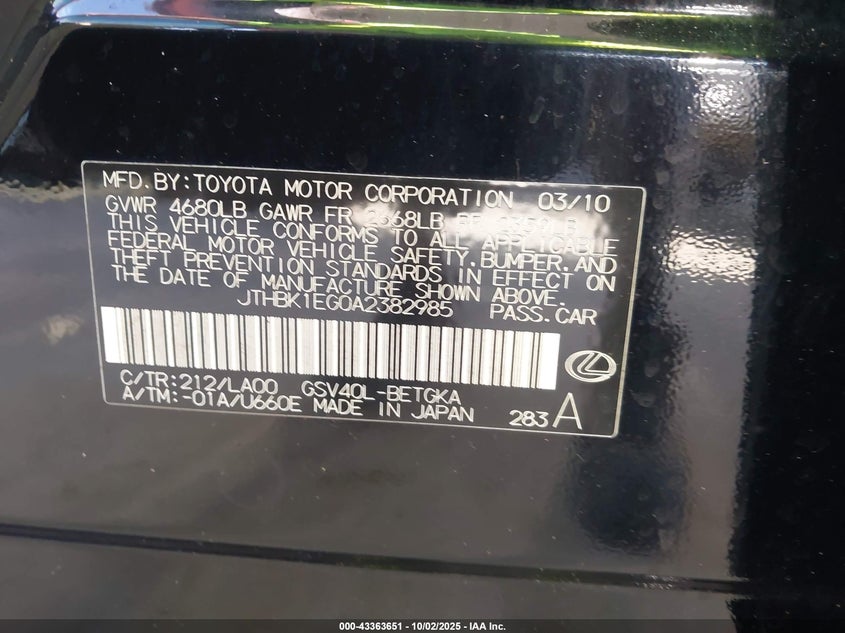 MFD. BY: TOYOTA MOTOR CORPORATION 03/10
GVWR 4680LB GAWR FR 2668LB RR 2350LB
THIS VEHICLE CONFORMS TO ALL APPLICABLE
FEDERAL MOTOR VEHICLE SAFETY, BUMPER, AND
THEFT PREVENTION STANDARDS IN EFFECT ON
THE DATE OF MANUFACTURE SHOWN ABOVE.
JTHBK1EG0A2382985 PASS. CAR
C/TR: 212/LA00 GSV40L-BETGKA
A/TM: -01A/U660E MADE IN JAPAN 283 A
000-43363651 - 10/02/2025 - IAA Inc.